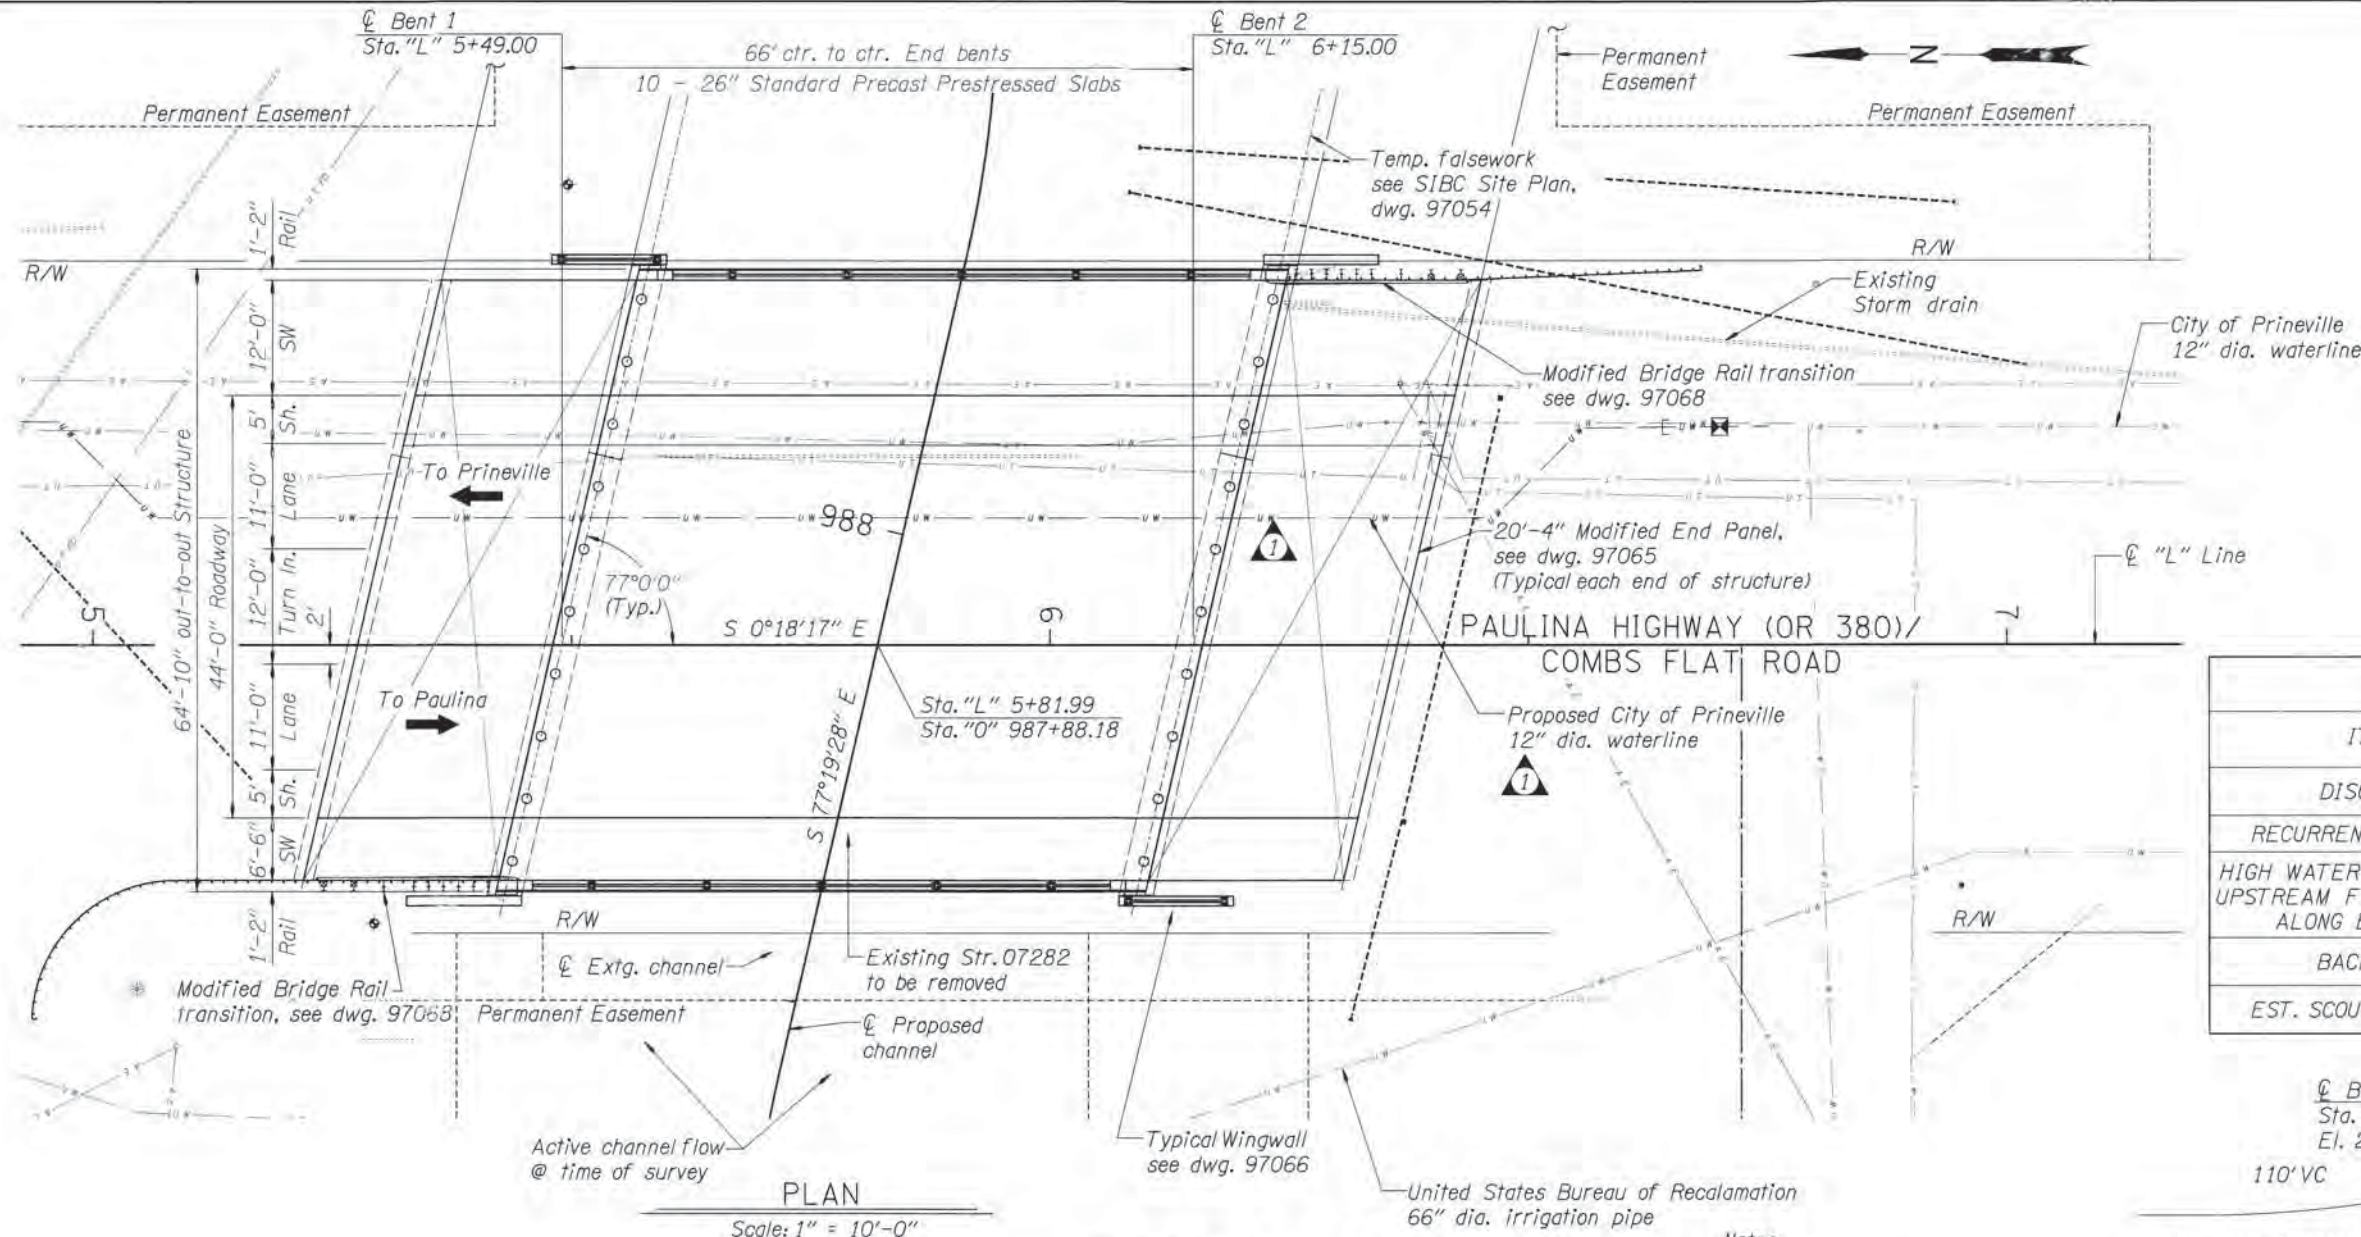 ℄ Bent 1
Sta. "L" 5+49.00
℄ Bent 2
Sta. "L" 6+15.00
66' ctr. to ctr. End bents
10 - 26" Standard Precast Prestressed Slabs
Permanent
Easement
N
Permanent Easement
Permanent Easement
Temp. falsework
see SIBC Site Plan,
dwg. 97054
R/W
R/W
1'-2"
Rail
12'-0"
SW
5'
Sh.
11'-0"
Lane
12'-0"
Turn ln.
2'
11'-0"
Lane
5'
Sh.
6'-6"
SW
1'-2"
Rail
64'-10" out-to-out Structure
44'-0" Roadway
Existing
Storm drain
City of Prineville
12" dia. waterline
Modified Bridge Rail transition
see dwg. 97068
To Prineville
988
77°0'0"
(Typ.)
1
20'-4" Modified End Panel,
see dwg. 97065
(Typical each end of structure)
℄ "L" Line
5
6
7
S 0°18'17" E
PAULINA HIGHWAY (OR 380)/
COMBS FLAT ROAD
To Paulina
Sta. "L" 5+81.99
Sta. "O" 987+88.18
S 77°19'28" E
Proposed City of Prineville
12" dia. waterline
1
R/W
R/W
℄ Extg. channel
Existing Str. 07282
to be removed
Modified Bridge Rail
transition, see dwg. 97068
Permanent Easement
℄ Proposed
channel
Active channel flow
@ time of survey
Typical Wingwall
see dwg. 97066
United States Bureau of Recalamation
66" dia. irrigation pipe
PLAN
Scale: 1" = 10'-0"
DISC
RECURREN
HIGH WATER
UPSTREAM F
ALONG
BAC
EST. SCOU
℄ B
Sta.
El. 2
110' VC
Notes